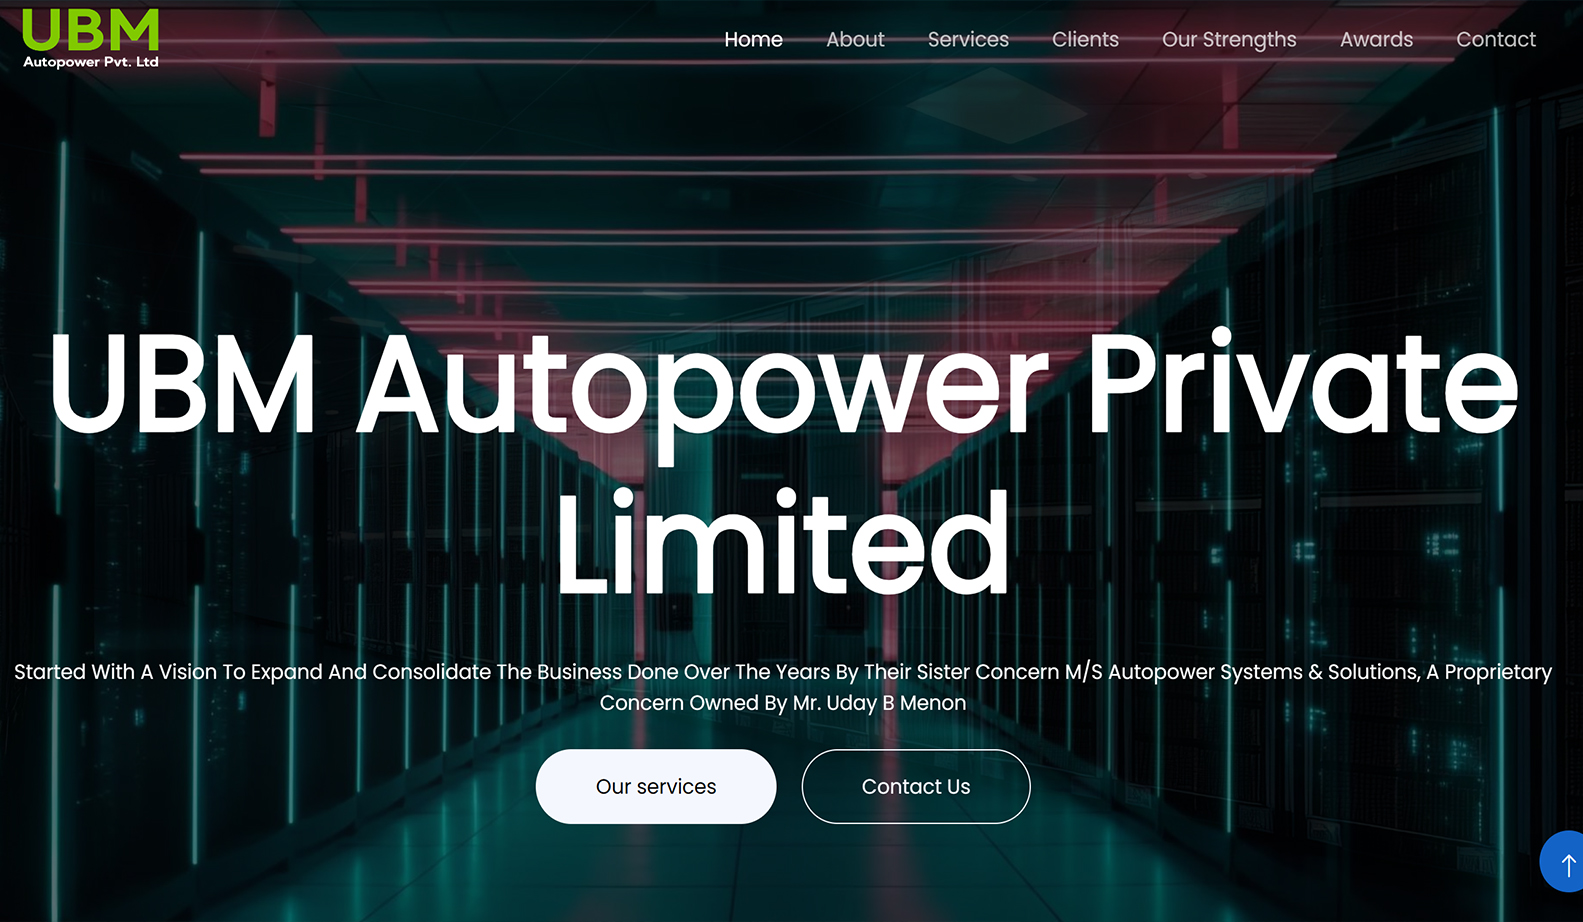 UBM
Autopower Pvt. Ltd
Home About Services Clients Our Strengths Awards Contact
UBM Autopower Private
Limited
Started With A Vision To Expand And Consolidate The Business Done Over The Years By Their Sister Concern M/S Autopower Systems & Solutions, A Proprietary
Concern Owned By Mr. Uday B Menon
Our services Contact Us